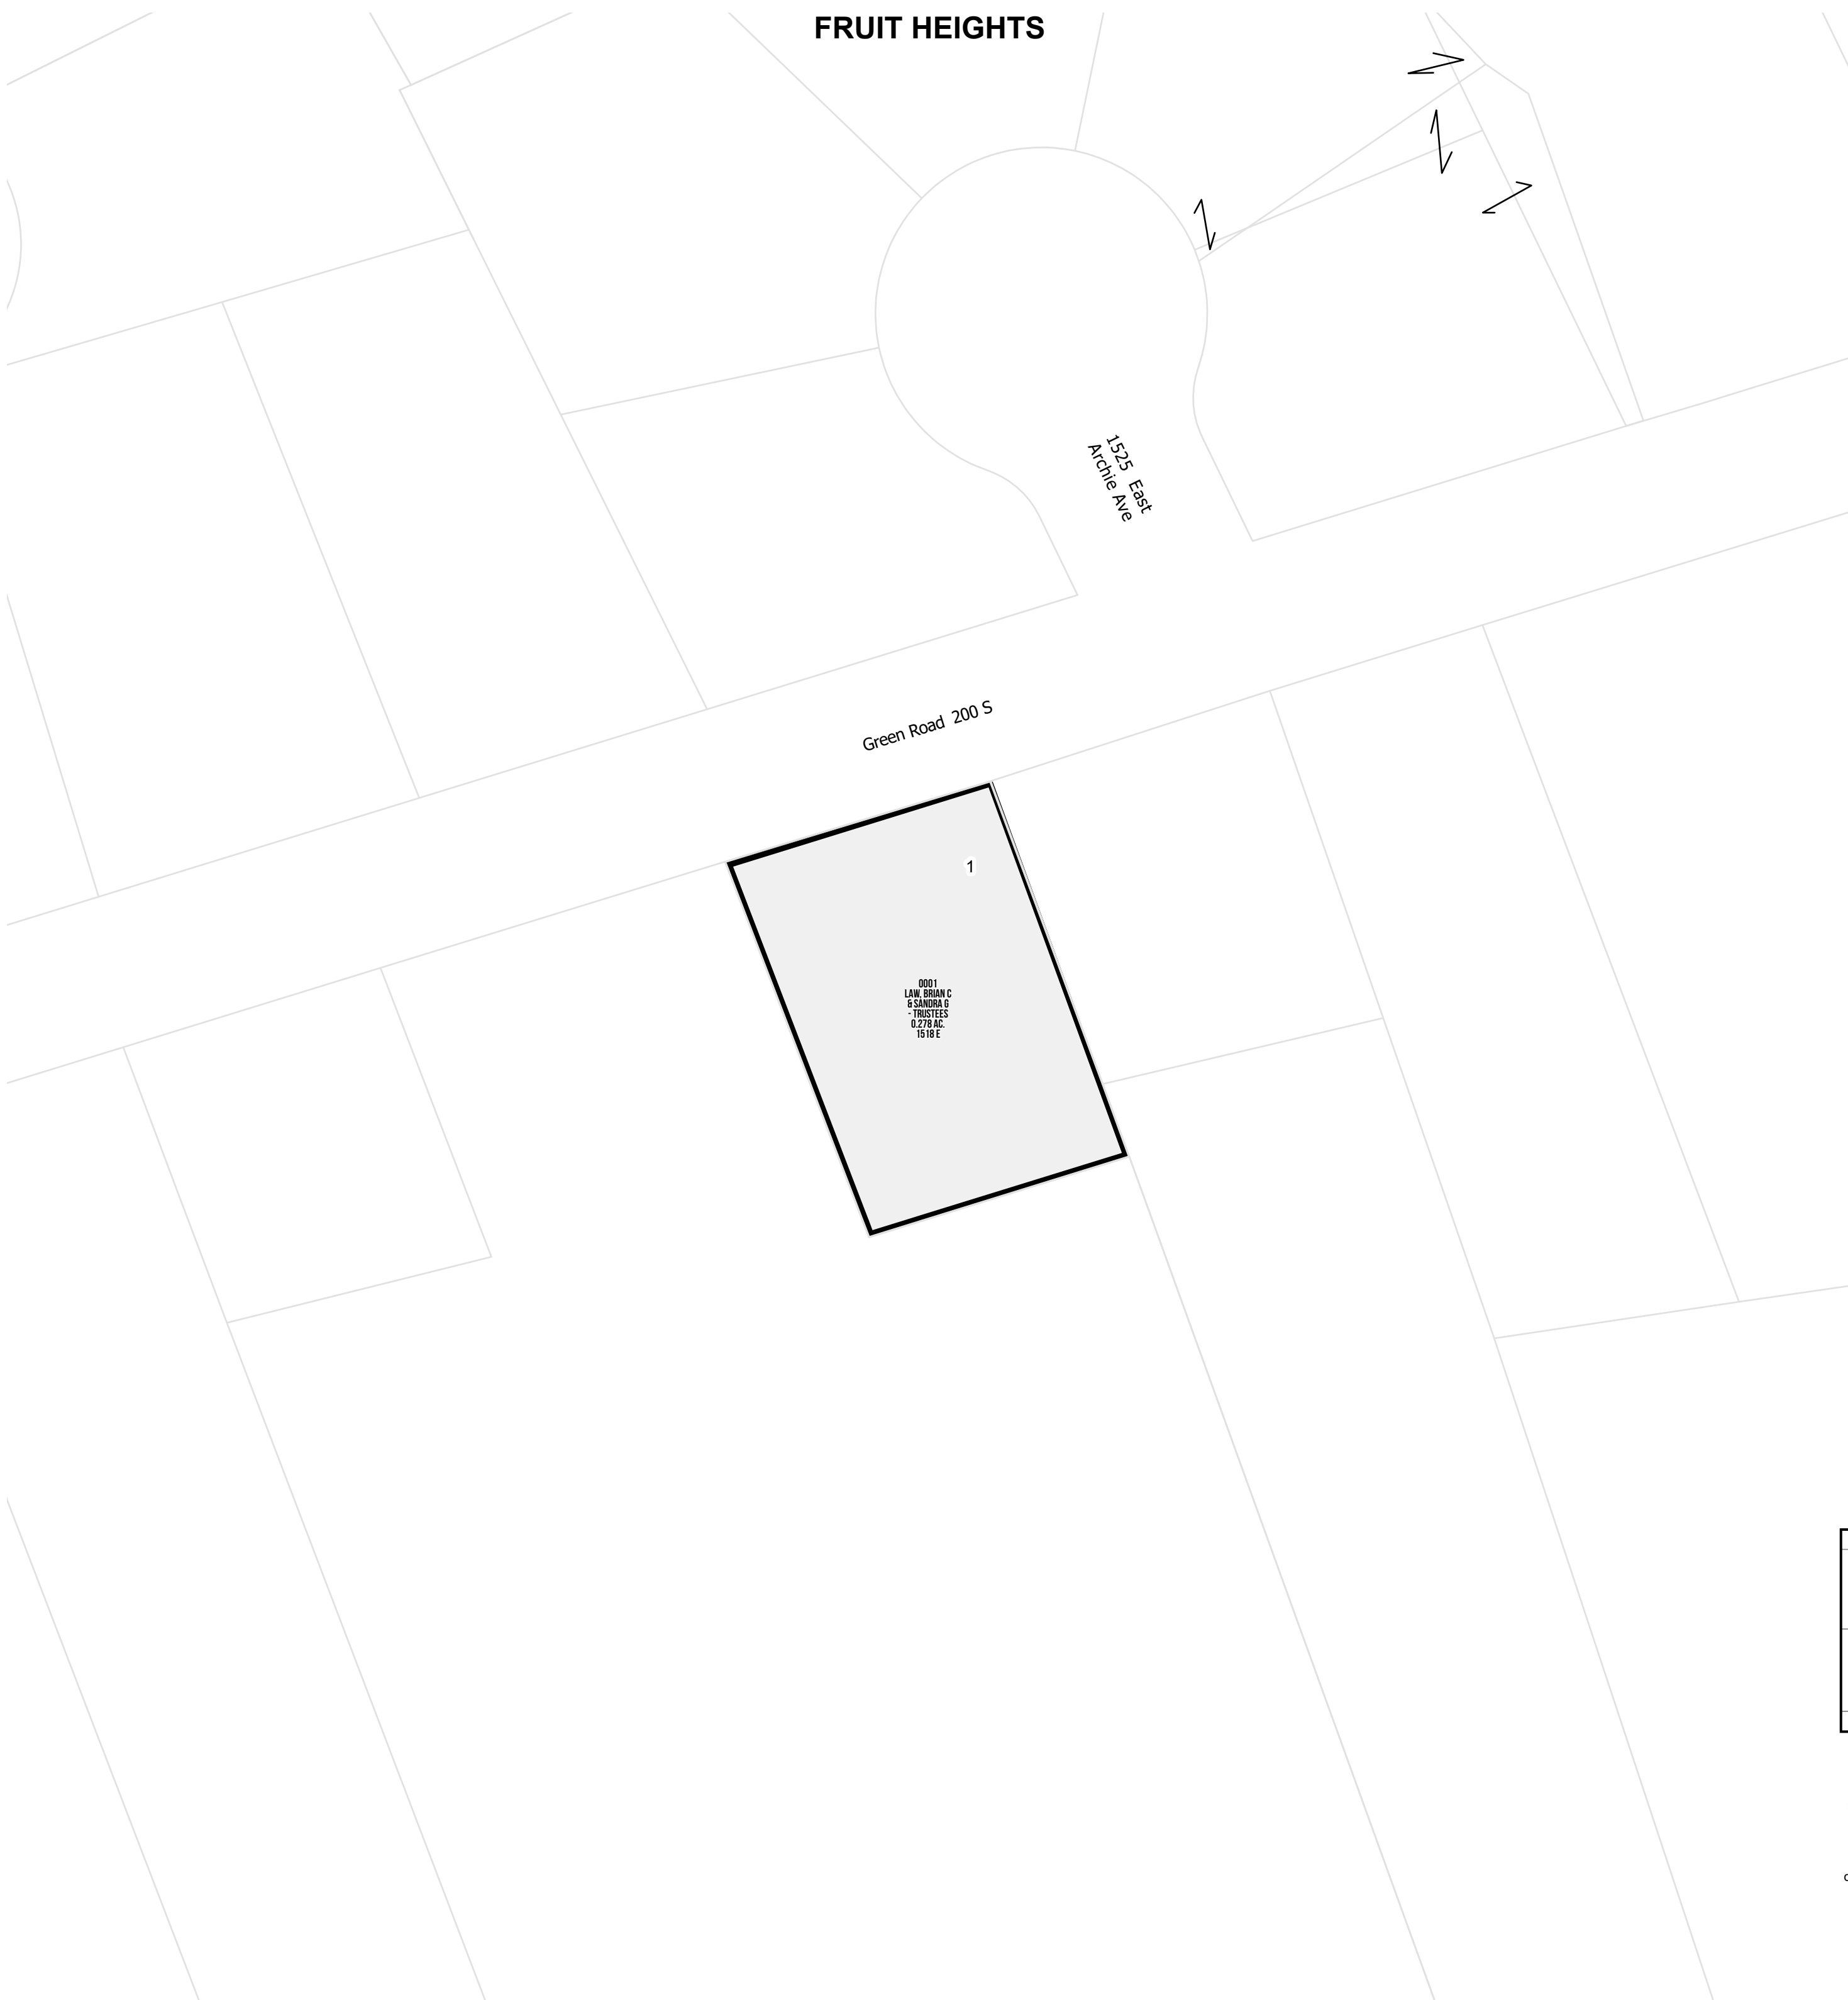 FRUIT HEIGHTS
1525 East
Archie Ave
Green Road 200 S
1
0001
LAW, BRIAN C
& SANDRA G
- TRUSTEES
0.278 AC.
1518 E